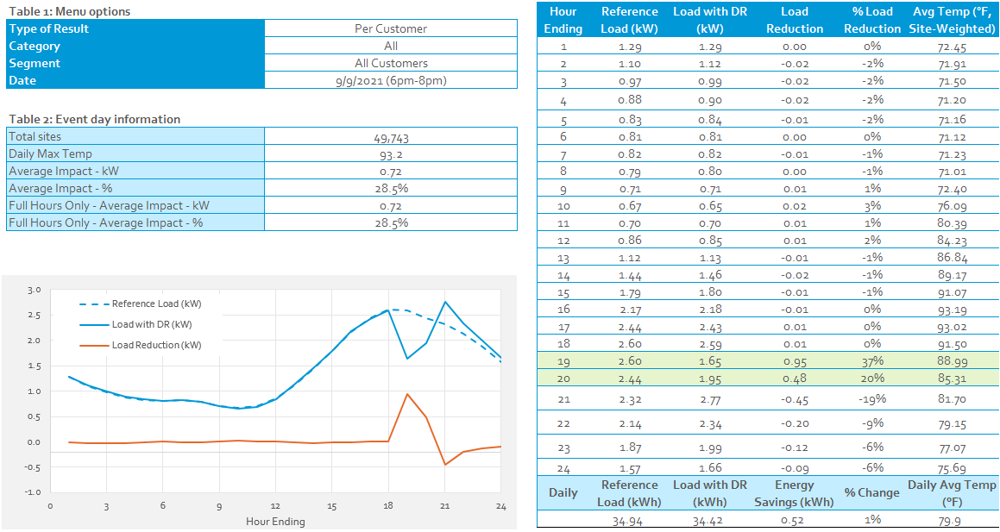 Table 1: Menu options
Type of Result Per Customer
Category All
Segment All Customers
Date 9/9/2021 (6pm-8pm)
Table 2: Event day information
Total sites 49,743
Daily Max Temp 93.2
Average Impact - kW 0.72
Average Impact - % 28.5%
Full Hours Only - Average Impact - kW 0.72
Full Hours Only - Average Impact - % 28.5%
3.0
2.5
2.0
1.5
1.0
0.5
0.0
-0.5
-1.0
Reference Load (kW)
Load with DR (kW)
Load Reduction (kW)
0 3 6 9 12 15 18 21 24
Hour Ending
Hour Reference Load with DR Load % Load Avg Temp (°F,
Ending Load (kW) (kW) Reduction Reduction Site-Weighted)
1 1.29 1.29 0.00 0% 72.45
2 1.10 1.12 -0.02 -2% 71.91
3 0.97 0.99 -0.02 -2% 71.50
4 0.88 0.90 -0.02 -2% 71.20
5 0.83 0.84 -0.01 -2% 71.16
6 0.81 0.81 0.00 0% 71.12
7 0.82 0.82 -0.01 -1% 71.23
8 0.79 0.80 0.00 -1% 71.01
9 0.71 0.71 0.01 1% 72.40
10 0.67 0.65 0.02 3% 76.09
11 0.70 0.70 0.01 1% 80.39
12 0.86 0.85 0.01 2% 84.23
13 1.12 1.13 -0.01 -1% 86.84
14 1.44 1.46 -0.02 -1% 89.17
15 1.79 1.80 -0.01 -1% 91.07
16 2.17 2.18 -0.01 0% 93.19
17 2.44 2.43 0.01 0% 93.02
18 2.60 2.59 0.01 0% 91.50
19 2.60 1.65 0.95 37% 88.99
20 2.44 1.95 0.48 20% 85.31
21 2.32 2.77 -0.45 -19% 81.70
22 2.14 2.34 -0.20 -9% 79.15
23 1.87 1.99 -0.12 -6% 77.07
24 1.57 1.66 -0.09 -6% 75.69
Daily Reference Load with DR Energy % Change Daily Avg Temp
Load (kWh) (kWh) Savings (kWh) (°F)
34.94 34.42 0.52 1% 79.9